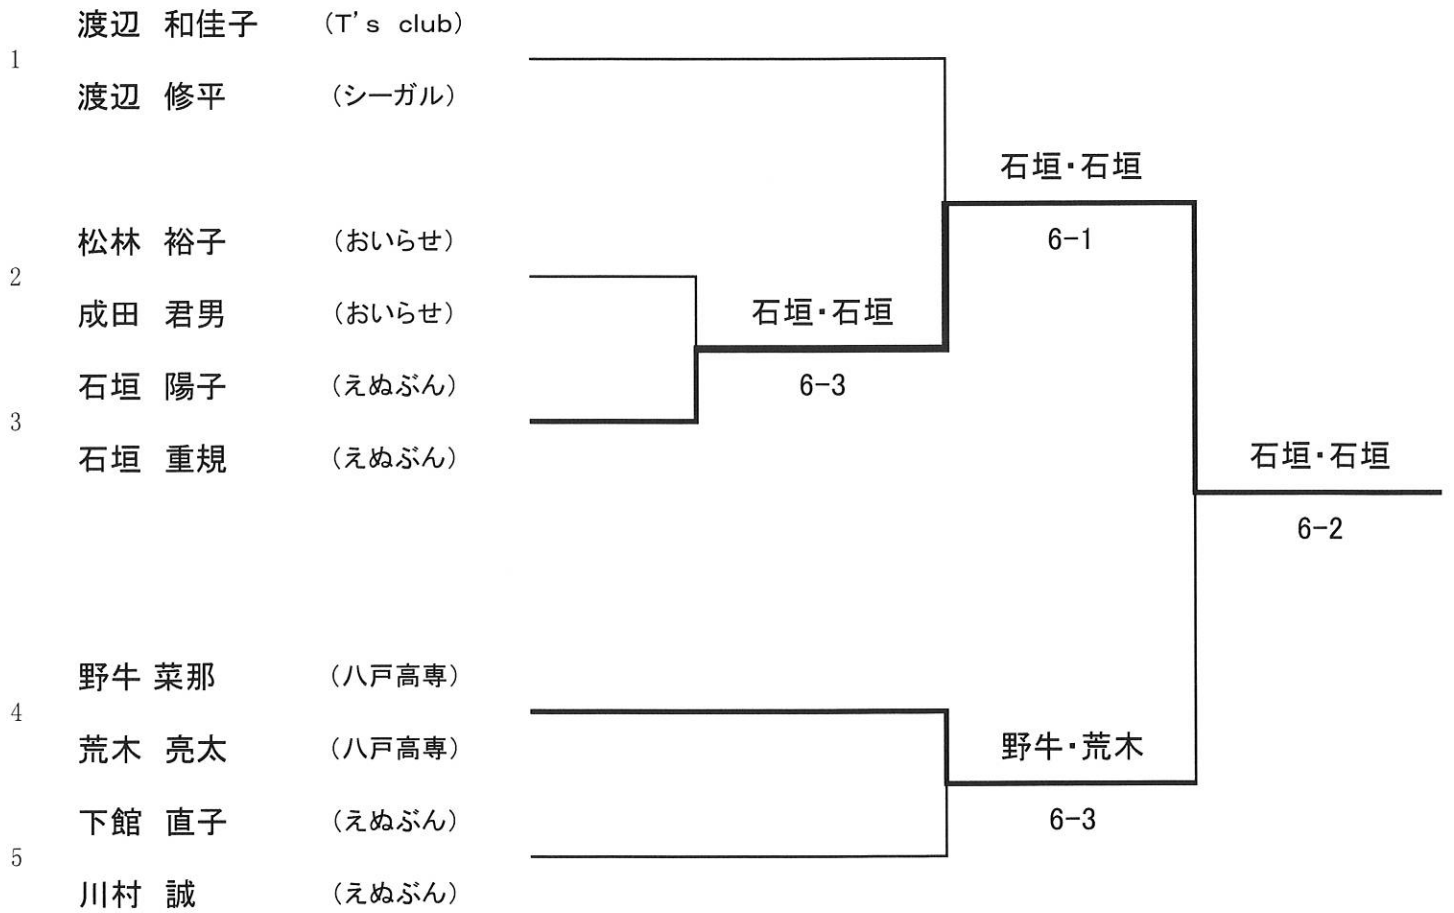 渡辺 和佳子 (T's club)
1
渡辺 修平 (シーガル)
石垣・石垣
松林 裕子 (おいらせ)
6-1
2
成田 君男 (おいらせ)
石垣・石垣
石垣 陽子 (えぬぶん)
6-3
3
石垣 重規 (えぬぶん)
石垣・石垣
6-2
野牛 菜那 (八戸高専)
4
荒木 亮太 (八戸高専)
野牛・荒木
下館 直子 (えぬぶん)
6-3
5
川村 誠 (えぬぶん)